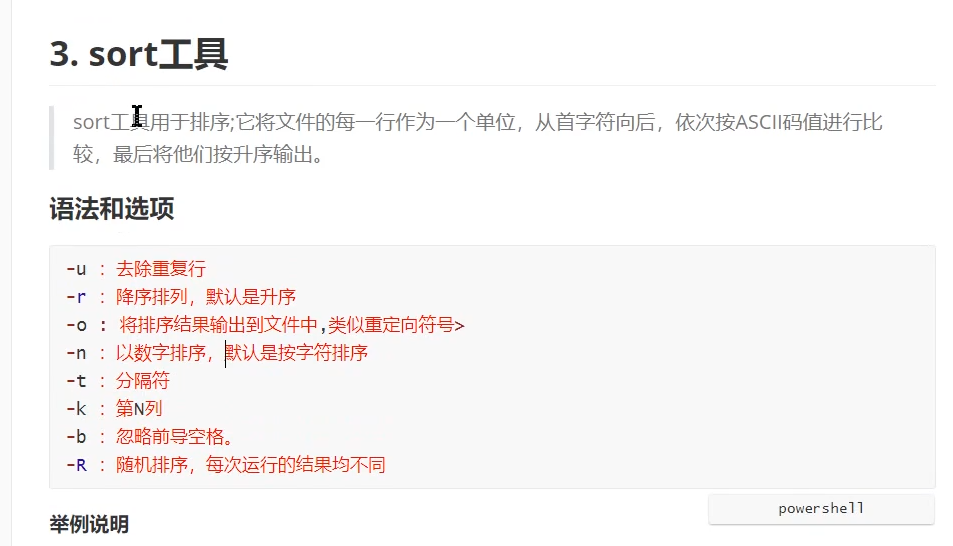 3. sort工具
sort工具用于排序;它将文件的每一行作为一个单位，从首字符向后，依次按ASCII码值进行比
较，最后将他们按升序输出。
语法和选项
-u ：去除重复行
-r ：降序排列，默认是升序
-o : 将排序结果输出到文件中,类似重定向符号>
-n ：以数字排序，默认是按字符排序
-t ：分隔符
-k ：第N列
-b ：忽略前导空格。
-R ：随机排序，每次运行的结果均不同
powershell
举例说明